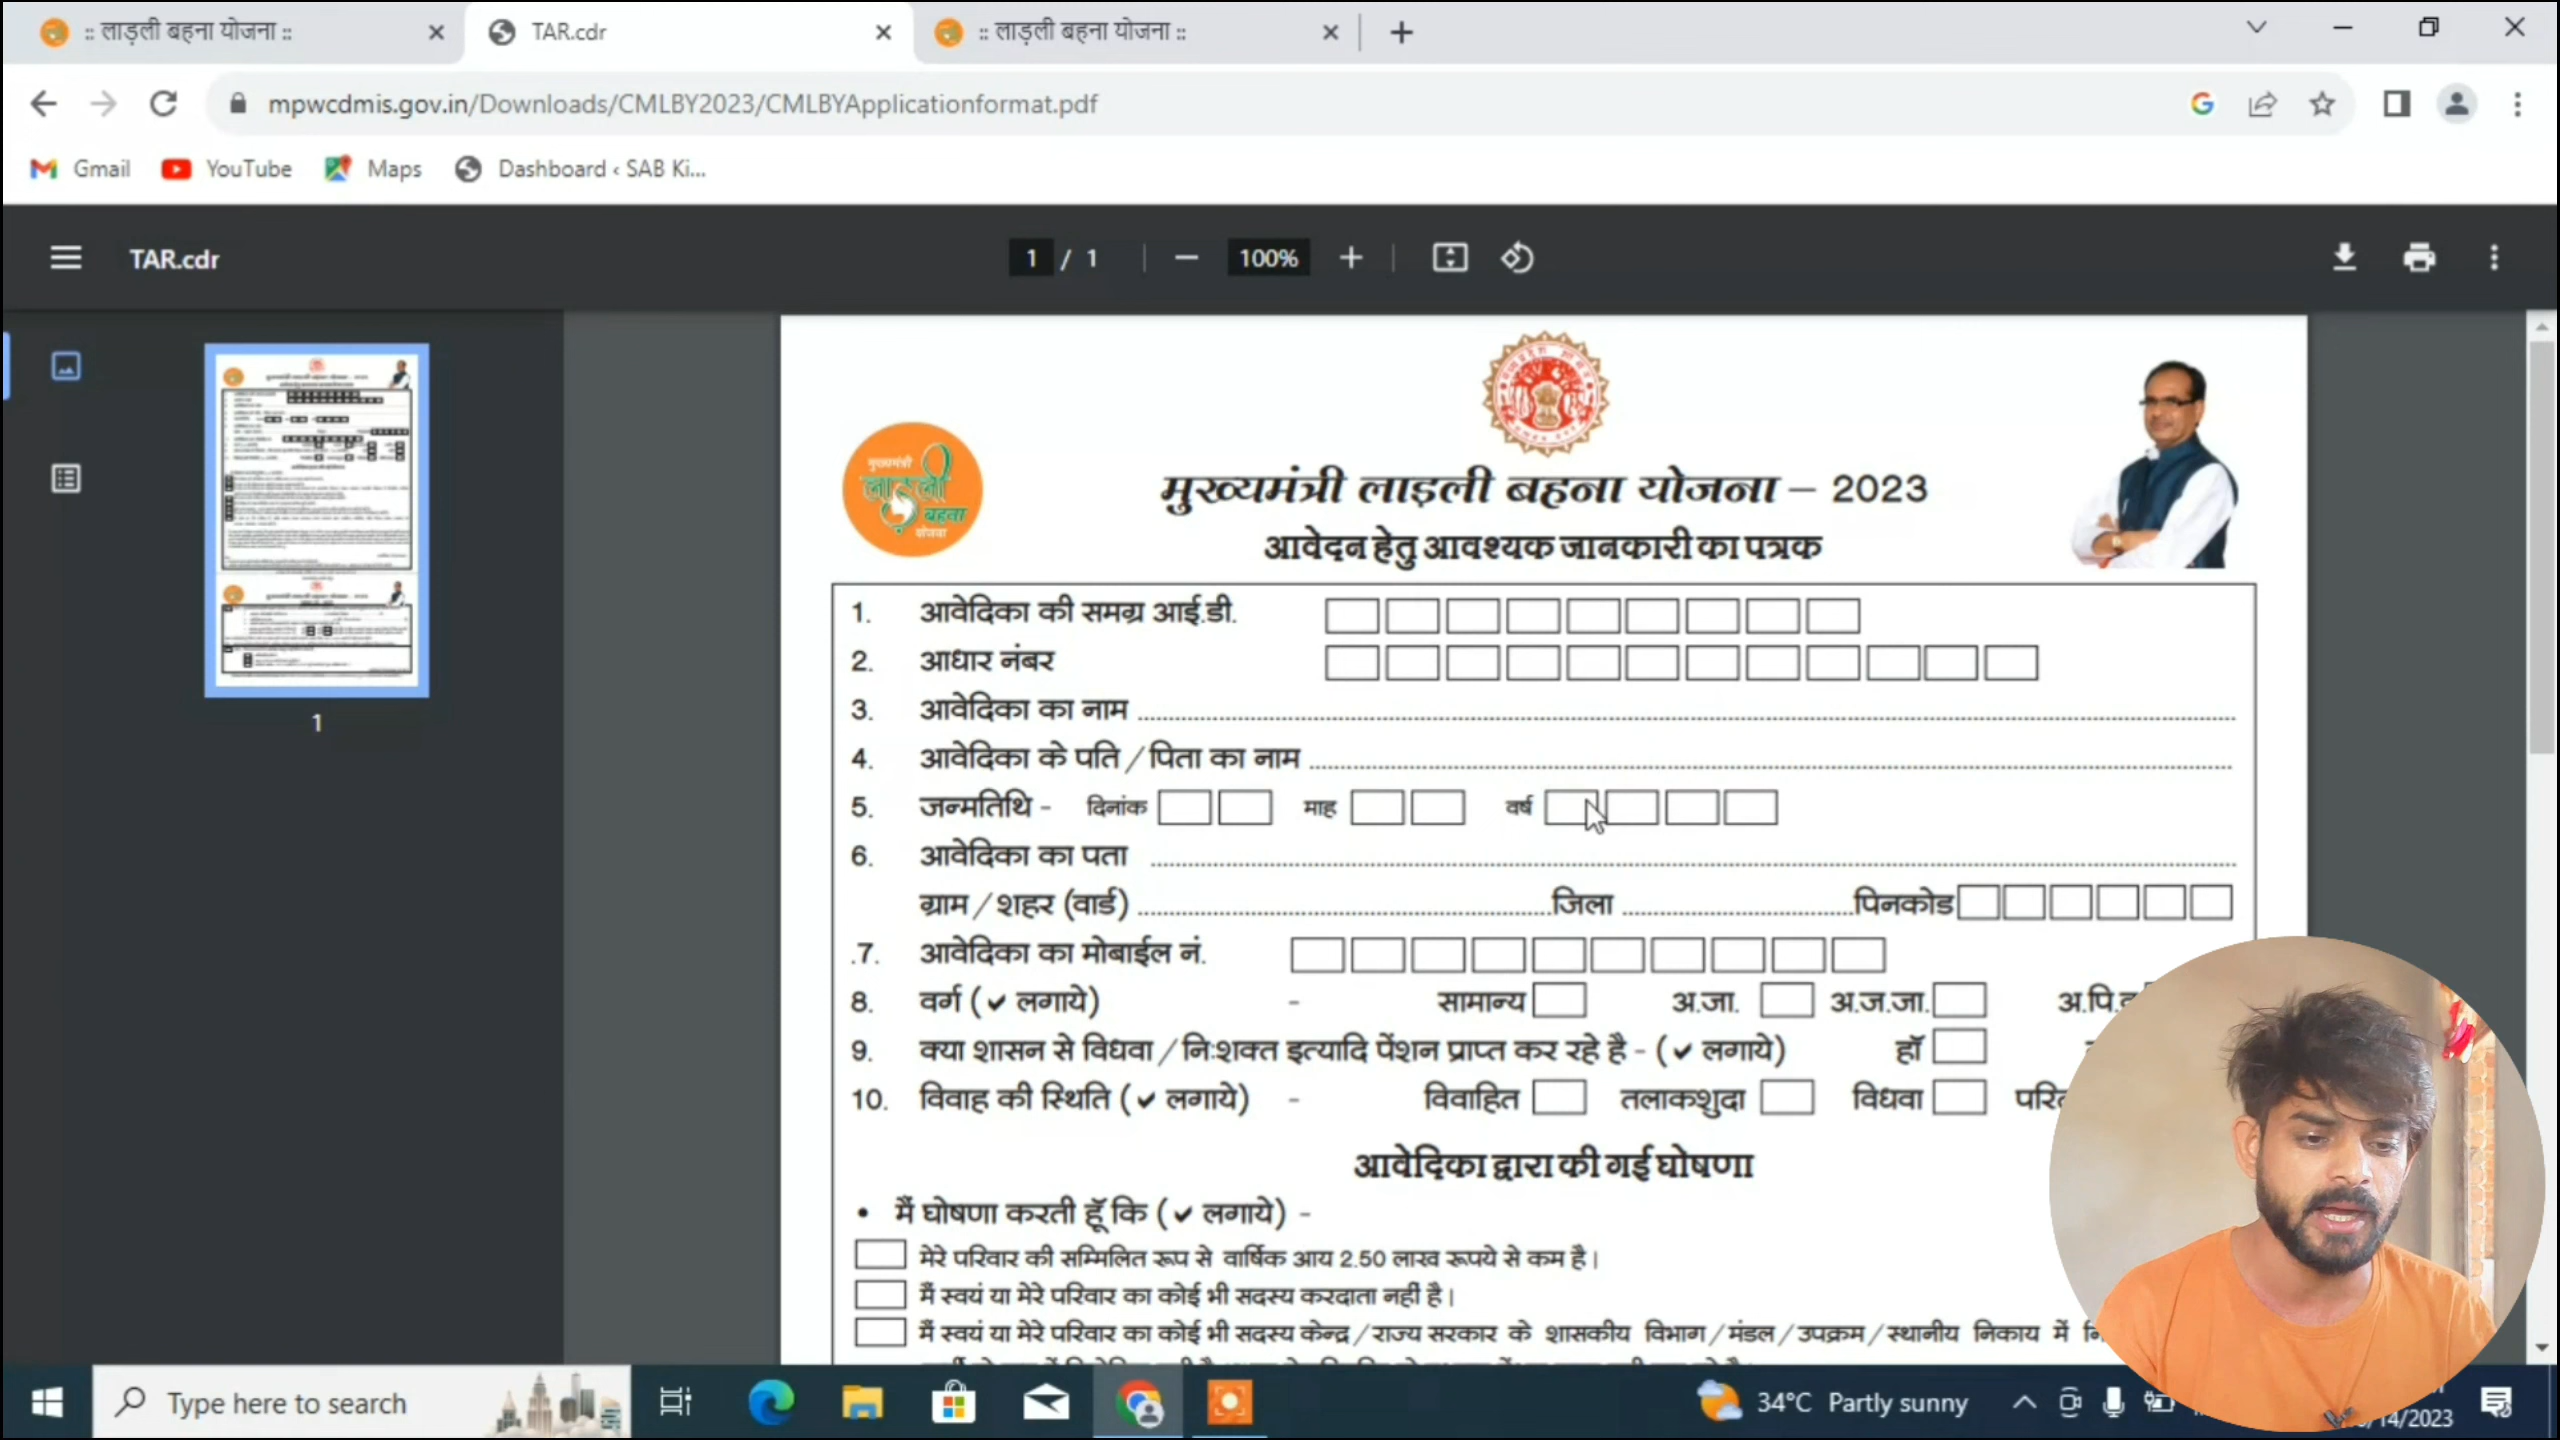 :: लाड़ली बहना योजना ::
TAR.cdr
:: लाड़ली बहना योजना ::
mpwcdmis.gov.in/Downloads/CMLBY2023/CMLBYApplicationformat.pdf
Gmail YouTube Maps Dashboard ‹ SAB Ki...
TAR.cdr 1 / 1 100%
1
मुख्यमंत्री
लाड़ली
बहना
योजना
मुख्यमंत्री लाड़ली बहना योजना – 2023
आवेदन हेतु आवश्यक जानकारी का पत्रक
1. आवेदिका की समग्र आई.डी.
2. आधार नंबर
3. आवेदिका का नाम
4. आवेदिका के पति / पिता का नाम
5. जन्मतिथि - दिनांक माह वर्ष
6. आवेदिका का पता
ग्राम / शहर (वार्ड) जिला पिनकोड
.7. आवेदिका का मोबाईल नं.
8. वर्ग (✓ लगाये) - सामान्य अ.जा. अ.ज.जा. अ.पि.
9. क्या शासन से विधवा / निःशक्त इत्यादि पेंशन प्राप्त कर रहे है - (✓ लगाये) हॉ
10. विवाह की स्थिति (✓ लगाये) - विवाहित तलाकशुदा विधवा
आवेदिका द्वारा की गई घोषणा
• मैं घोषणा करती हूँ कि (✓ लगाये) -
मेरे परिवार की सम्मिलित रूप से वार्षिक आय 2.50 लाख रूपये से कम है।
मैं स्वयं या मेरे परिवार का कोई भी सदस्य करदाता नहीं है।
मैं स्वयं या मेरे परिवार का कोई भी सदस्य केन्द्र / राज्य सरकार के शासकीय विभाग / मंडल / उपक्रम / स्थानीय निकाय में
Type here to search
34°C Partly sunny
/14/2023